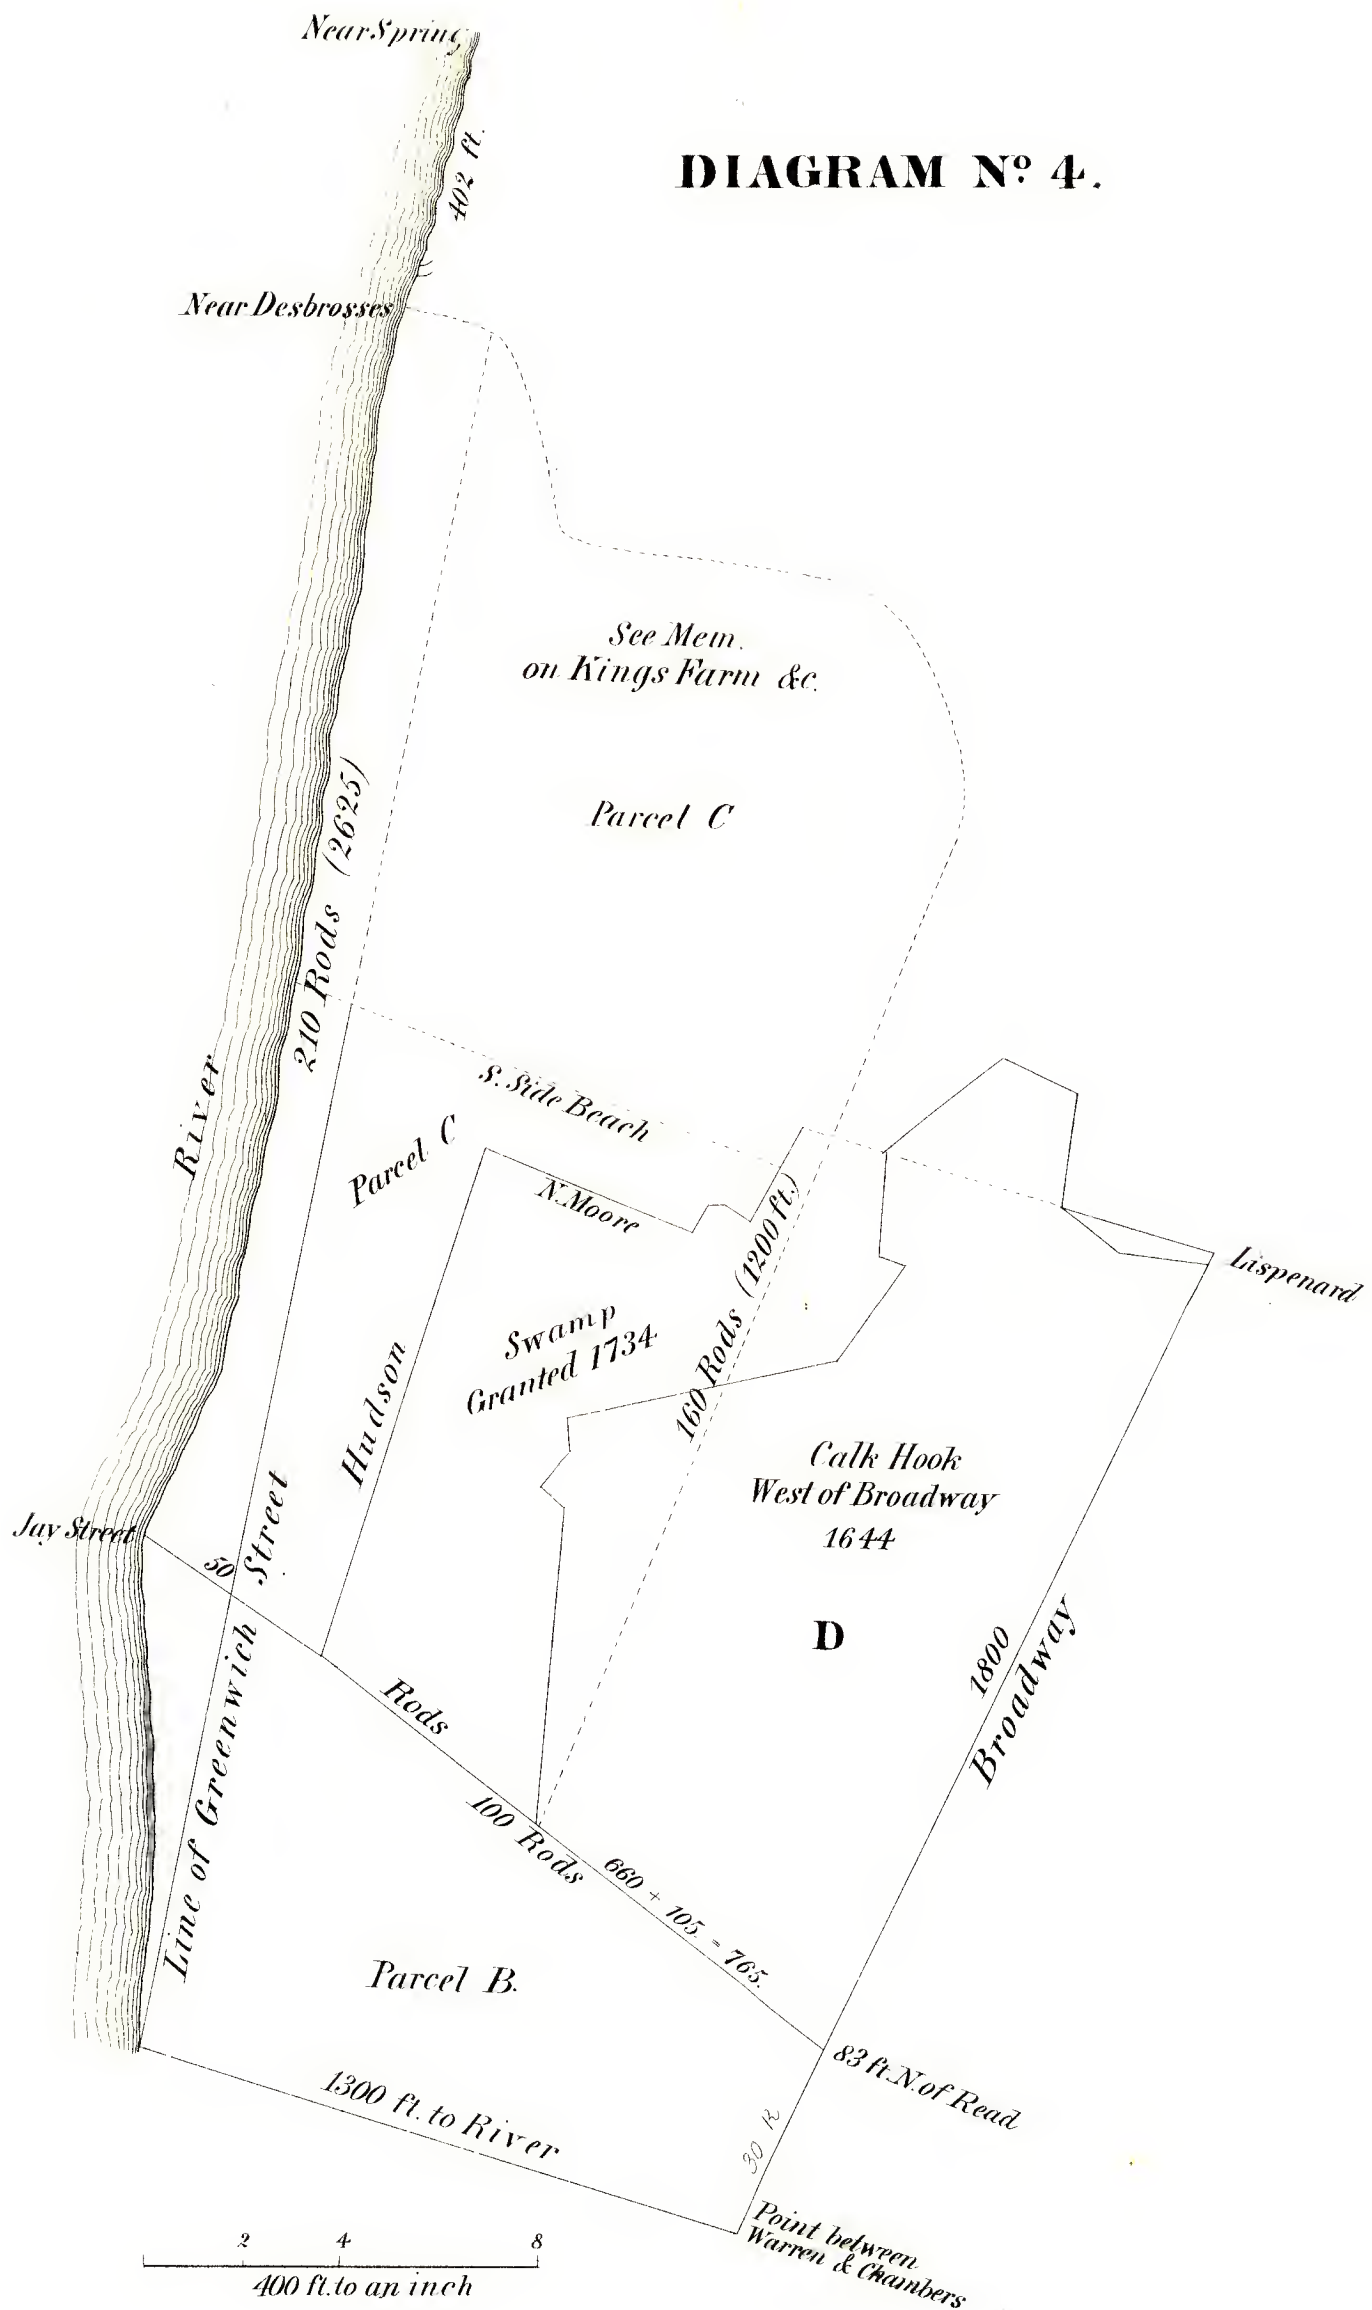 Near Spring
DIAGRAM Nº 4.
402 ft.
Near Desbrosses
See Mem.
on Kings Farm &c.
Parcel C
210 Rods (2625)
River
S. Side Beach
Parcel C
N. Moore
160 Rods (1200 ft.)
Lispenard
Swamp
Granted 1734
Hudson
Calk Hook
West of Broadway
1644
D
Jay Street
50
Line of Greenwich Street
Rods
100 Rods
660 + 105. = 765.
1800
Broadway
Parcel B.
83 ft. N. of Read
1300 ft. to River
30 R
Point between
Warren & Chambers
2 4 8
400 ft. to an inch